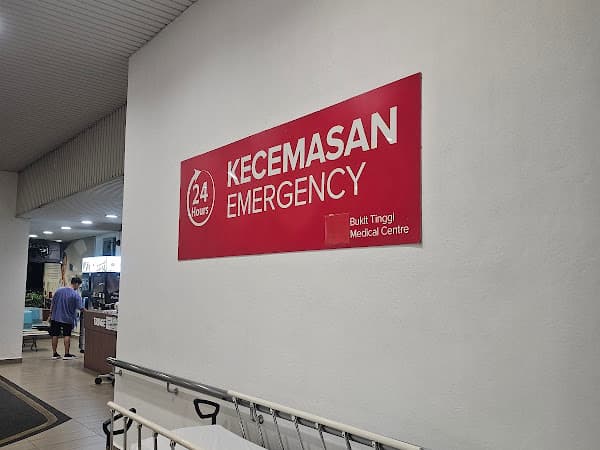 24
Hours
KECEMASAN
EMERGENCY
Bukit Tinggi
Medical Centre